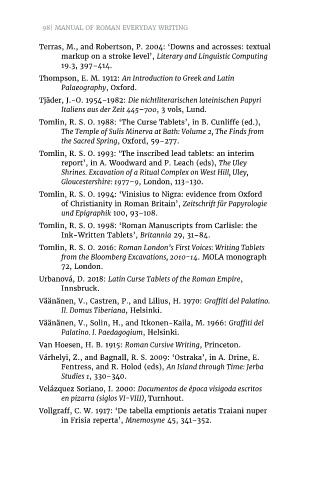 98| MANUAL OF ROMAN EVERYDAY WRITING
Terras, M., and Robertson, P. 2004: ‘Downs and acrosses: textual
markup on a stroke level’, Literary and Linguistic Computing
19.3, 397–414.
Thompson, E. M. 1912: An Introduction to Greek and Latin
Palaeography, Oxford.
Tjäder, J.-O. 1954–1982: Die nichtliterarischen lateinischen Papyri
Italiens aus der Zeit 445–700, 3 vols, Lund.
Tomlin, R. S. O. 1988: ‘The Curse Tablets’, in B. Cunliffe (ed.),
The Temple of Sulis Minerva at Bath: Volume 2, The Finds from
the Sacred Spring, Oxford, 59–277.
Tomlin, R. S. O. 1993: ‘The inscribed lead tablets: an interim
report’, in A. Woodward and P. Leach (eds), The Uley
Shrines. Excavation of a Ritual Complex on West Hill, Uley,
Gloucestershire: 1977–9, London, 113–130.
Tomlin, R. S. O. 1994: ‘Vinisius to Nigra: evidence from Oxford
of Christianity in Roman Britain’, Zeitschrift für Papyrologie
und Epigraphik 100, 93–108.
Tomlin, R. S. O. 1998: ‘Roman Manuscripts from Carlisle: the
Ink-Written Tablets’, Britannia 29, 31–84.
Tomlin, R. S. O. 2016: Roman London’s First Voices: Writing Tablets
from the Bloomberg Excavations, 2010–14. MOLA monograph
72, London.
Urbanová, D. 2018: Latin Curse Tablets of the Roman Empire,
Innsbruck.
Väänänen, V., Castren, P., and Lilius, H. 1970: Graffiti del Palatino.
II. Domus Tiberiana, Helsinki.
Väänänen, V., Solin, H., and Itkonen-Kaila, M. 1966: Graffiti del
Palatino. I. Paedagogium, Helsinki.
Van Hoesen, H. B. 1915: Roman Cursive Writing, Princeton.
Várhelyi, Z., and Bagnall, R. S. 2009: ‘Ostraka’, in A. Drine, E.
Fentress, and R. Holod (eds), An Island through Time: Jerba
Studies 1, 330–340.
Velázquez Soriano, I. 2000: Documentos de época visigoda escritos
en pizarra (siglos VI–VIII), Turnhout.
Vollgraff, C. W. 1917: ‘De tabella emptionis aetatis Traiani nuper
in Frisia reperta’, Mnemosyne 45, 341–352.